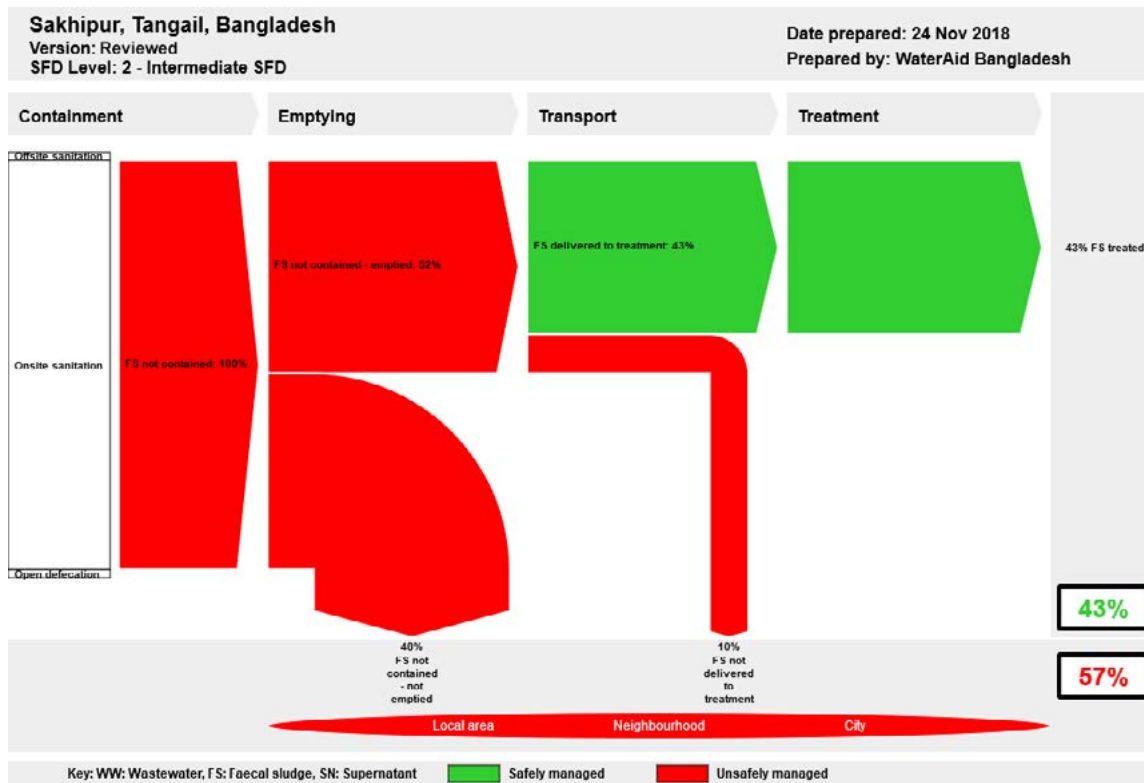 Sakhipur, Tangail, Bangladesh
Version: Reviewed
SFD Level: 2 - Intermediate SFD
Date prepared: 24 Nov 2018
Prepared by: WaterAid Bangladesh
Containment
Emptying
Transport
Treatment
Offsite sanitation
FS delivered to treatment: 43%
43% FS treated
FS not contained - emptied: 52%
Onsite sanitation
FS not contained: 100%
Open defecation
43%
40%
FS not
contained
- not
emptied
10%
FS not
delivered
to
treatment
57%
Local area
Neighbourhood
City
Key: WW: Wastewater, FS: Faecal sludge, SN: Supernatant
Safely managed
Unsafely managed